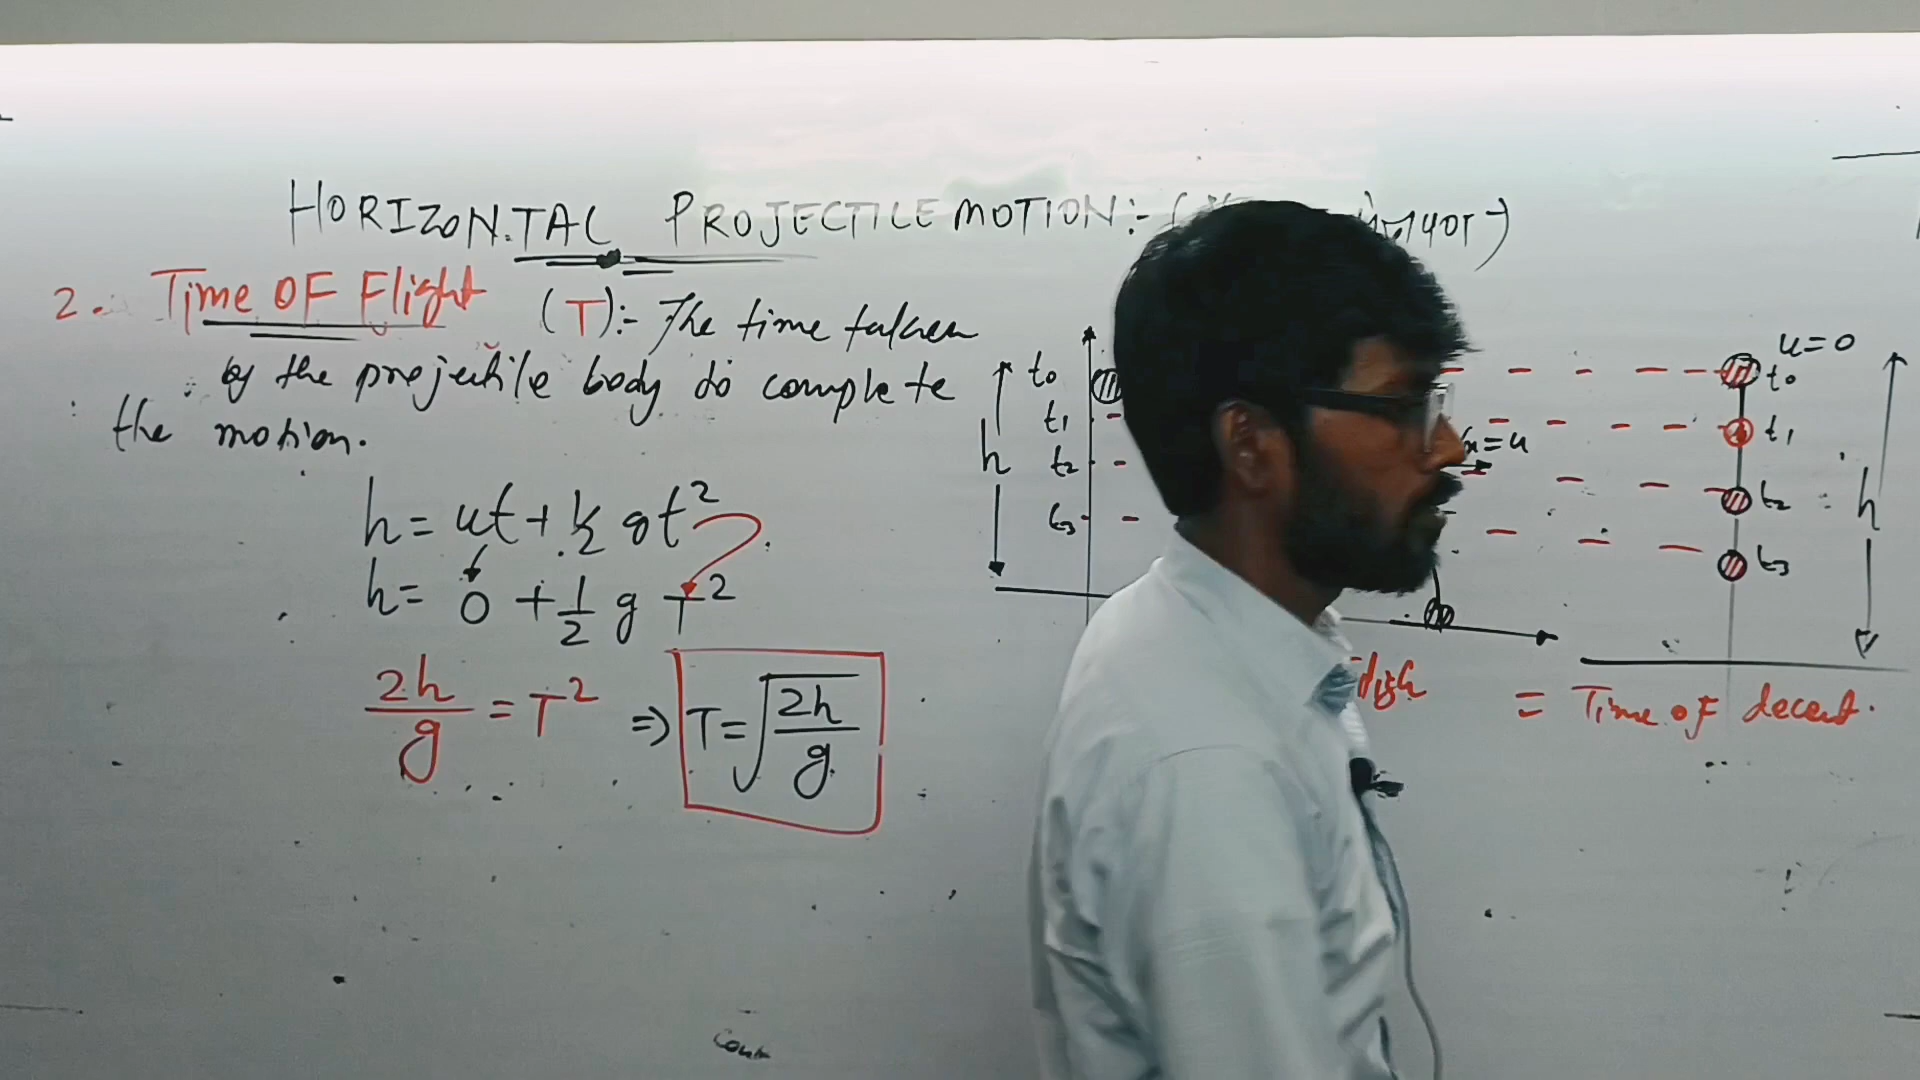 HORIZONTAL PROJECTILE MOTION:- (
2. Time OF Flight (T):- The time taken
by the projectile body to complete
the motion.
h = ut + 1/2 gt²
h = 0 + 1/2 g T²
2h/g = T² ⇒ T = √(2h/g)
t₀
t₁
h t₂
t₃
x = u
u = 0
t₀
t₁
t₂ h
t₃
= Time of decent.